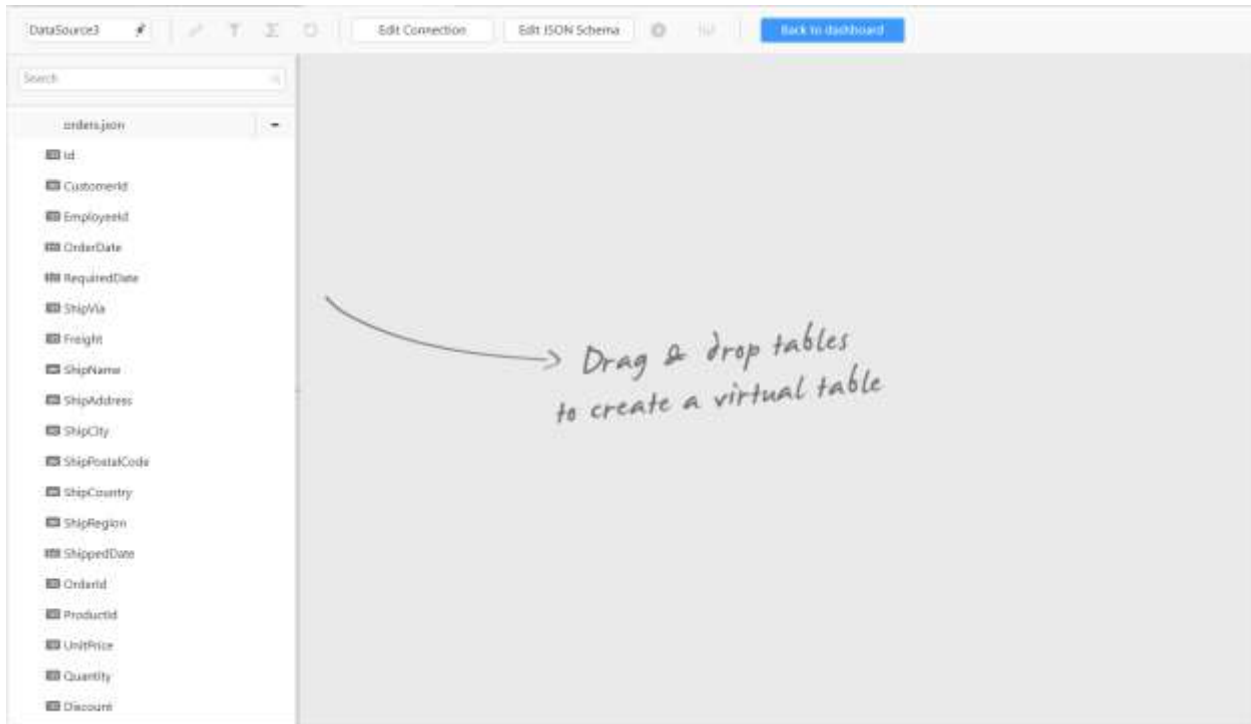 DataSource3
Edit Connection
Edit JSON Schema
Back to dashboard
Search
orders.json
Id
CustomerId
EmployeeId
OrderDate
RequiredDate
ShipVia
Freight
ShipName
ShipAddress
ShipCity
ShipPostalCode
ShipCountry
ShipRegion
ShippedDate
OrderId
ProductId
UnitPrice
Quantity
Discount
Drag & drop tables
to create a virtual table